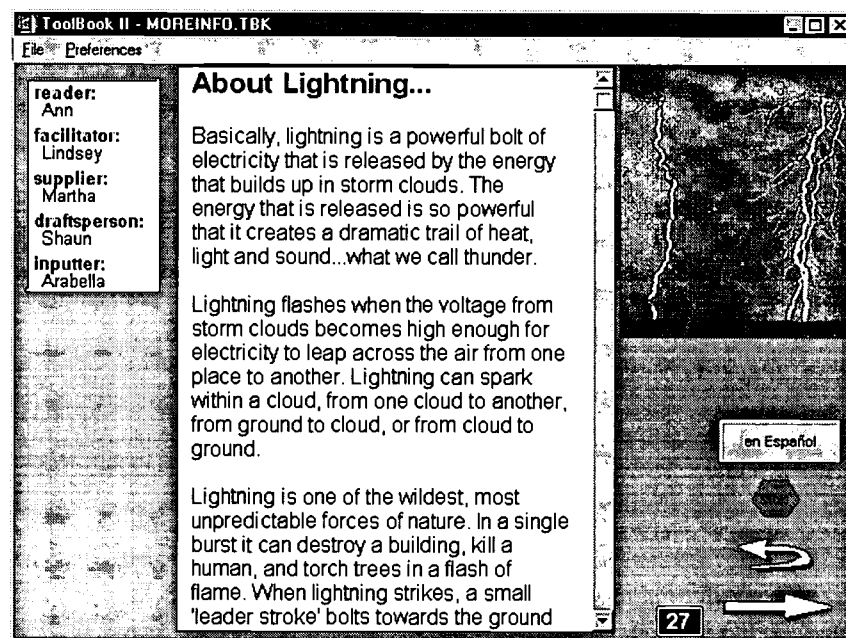 ToolBook II - MOREINFO.TBK
File Preferences
reader:
Ann
facilitator:
Lindsey
supplier:
Martha
draftsperson:
Shaun
inputter:
Arabella
About Lightning...
Basically, lightning is a powerful bolt of
electricity that is released by the energy
that builds up in storm clouds. The
energy that is released is so powerful
that it creates a dramatic trail of heat,
light and sound...what we call thunder.
Lightning flashes when the voltage from
storm clouds becomes high enough for
electricity to leap across the air from one
place to another. Lightning can spark
within a cloud, from one cloud to another,
from ground to cloud, or from cloud to
ground.
Lightning is one of the wildest, most
unpredictable forces of nature. In a single
burst it can destroy a building, kill a
human, and torch trees in a flash of
flame. When lightning strikes, a small
'leader stroke' bolts towards the ground
en Español
27